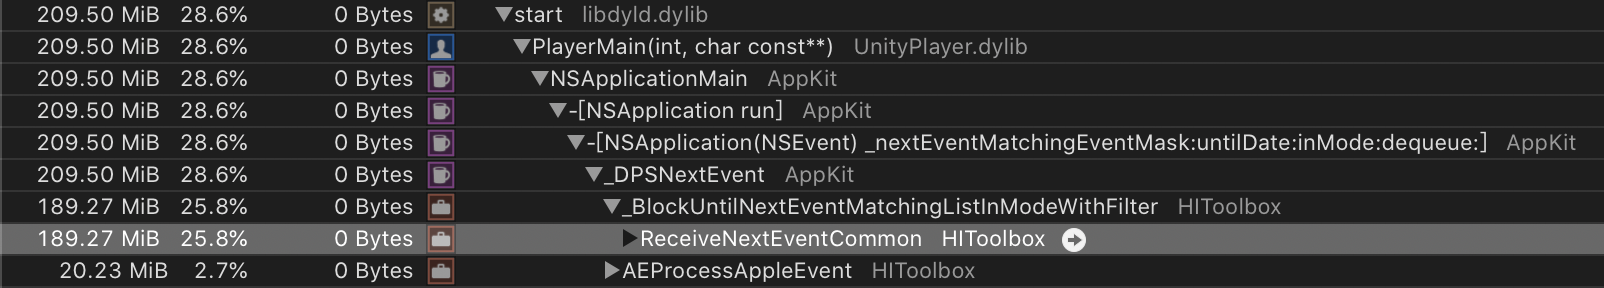 209.50 MiB 28.6% 0 Bytes start libdyld.dylib
209.50 MiB 28.6% 0 Bytes PlayerMain(int, char const**) UnityPlayer.dylib
209.50 MiB 28.6% 0 Bytes NSApplicationMain AppKit
209.50 MiB 28.6% 0 Bytes -[NSApplication run] AppKit
209.50 MiB 28.6% 0 Bytes -[NSApplication(NSEvent) _nextEventMatchingEventMask:untilDate:inMode:dequeue:] AppKit
209.50 MiB 28.6% 0 Bytes _DPSNextEvent AppKit
189.27 MiB 25.8% 0 Bytes _BlockUntilNextEventMatchingListInModeWithFilter HIToolbox
189.27 MiB 25.8% 0 Bytes ReceiveNextEventCommon HIToolbox
20.23 MiB 2.7% 0 Bytes AEProcessAppleEvent HIToolbox